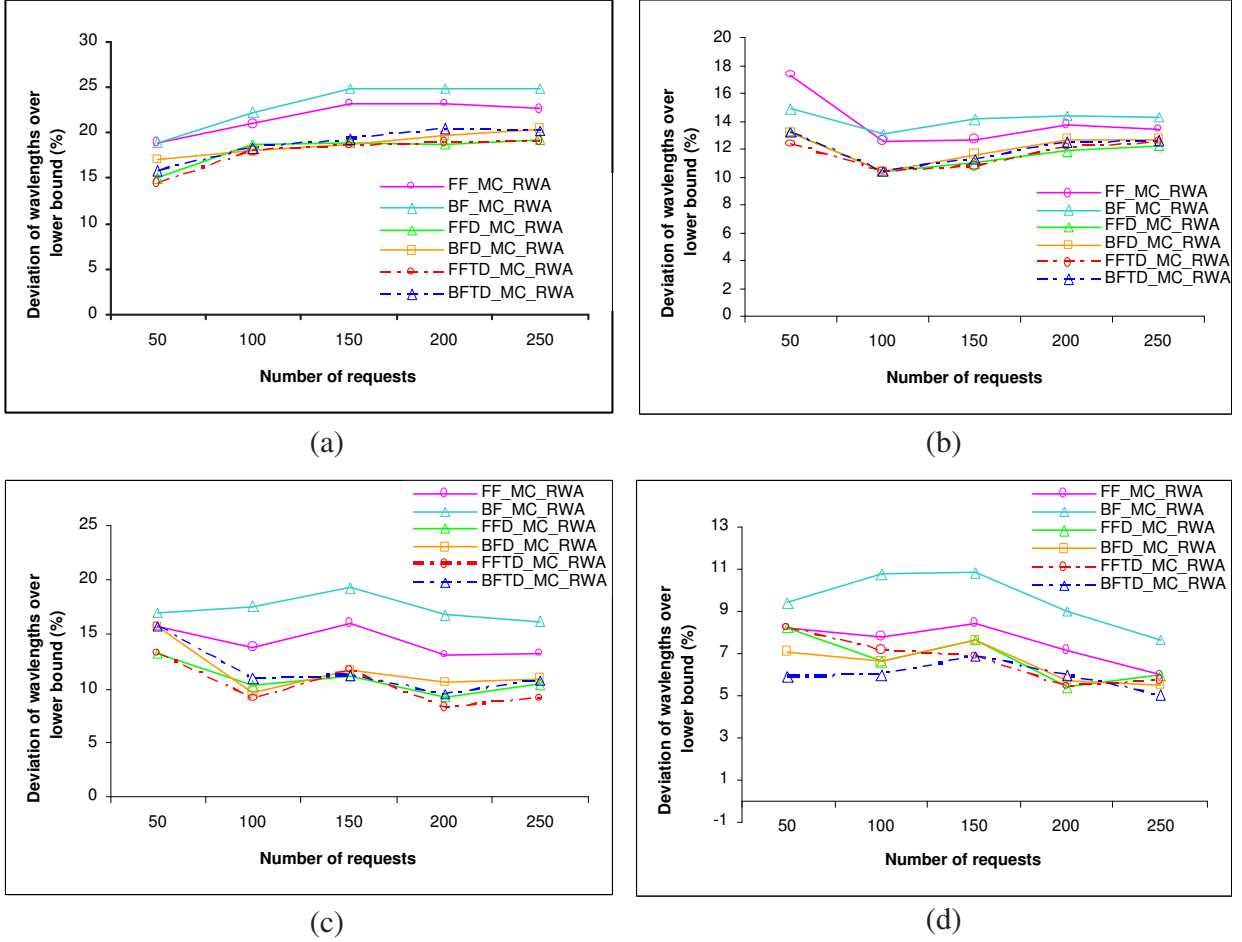 Deviation of wavlengths over
lower bound (%)
30
25
20
15
10
5
0
50 100 150 200 250
Number of requests
FF_MC_RWA
BF_MC_RWA
FFD_MC_RWA
BFD_MC_RWA
FFTD_MC_RWA
BFTD_MC_RWA
(a)
Deviation of wavlengths over
lower bound (%)
20
18
16
14
12
10
8
6
4
2
0
50 100 150 200 250
Number of requests
FF_MC_RWA
BF_MC_RWA
FFD_MC_RWA
BFD_MC_RWA
FFTD_MC_RWA
BFTD_MC_RWA
(b)
Deviation of wavlengths over
lower bound (%)
25
20
15
10
5
0
50 100 150 200 250
Number of requests
FF_MC_RWA
BF_MC_RWA
FFD_MC_RWA
BFD_MC_RWA
FFTD_MC_RWA
BFTD_MC_RWA
(c)
Deviation of wavlengths over
lower bound (%)
13
11
9
7
5
3
1
-1
50 100 150 200 250
Number of requests
FF_MC_RWA
BF_MC_RWA
FFD_MC_RWA
BFD_MC_RWA
FFTD_MC_RWA
BFTD_MC_RWA
(d)